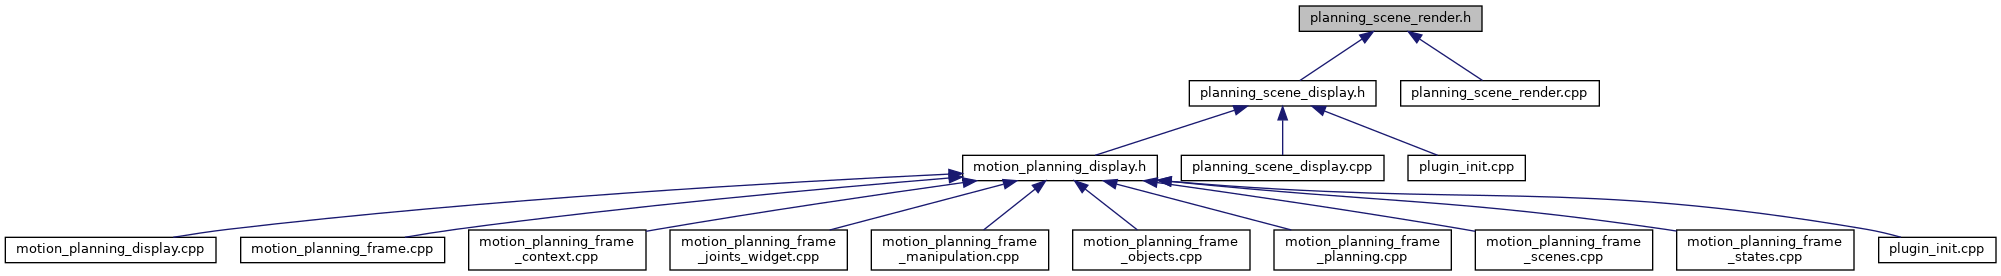 planning_scene_render.h
planning_scene_display.h
planning_scene_render.cpp
motion_planning_display.h
planning_scene_display.cpp
plugin_init.cpp
motion_planning_display.cpp
motion_planning_frame.cpp
motion_planning_frame
_context.cpp
motion_planning_frame
_joints_widget.cpp
motion_planning_frame
_manipulation.cpp
motion_planning_frame
_objects.cpp
motion_planning_frame
_planning.cpp
motion_planning_frame
_scenes.cpp
motion_planning_frame
_states.cpp
plugin_init.cpp